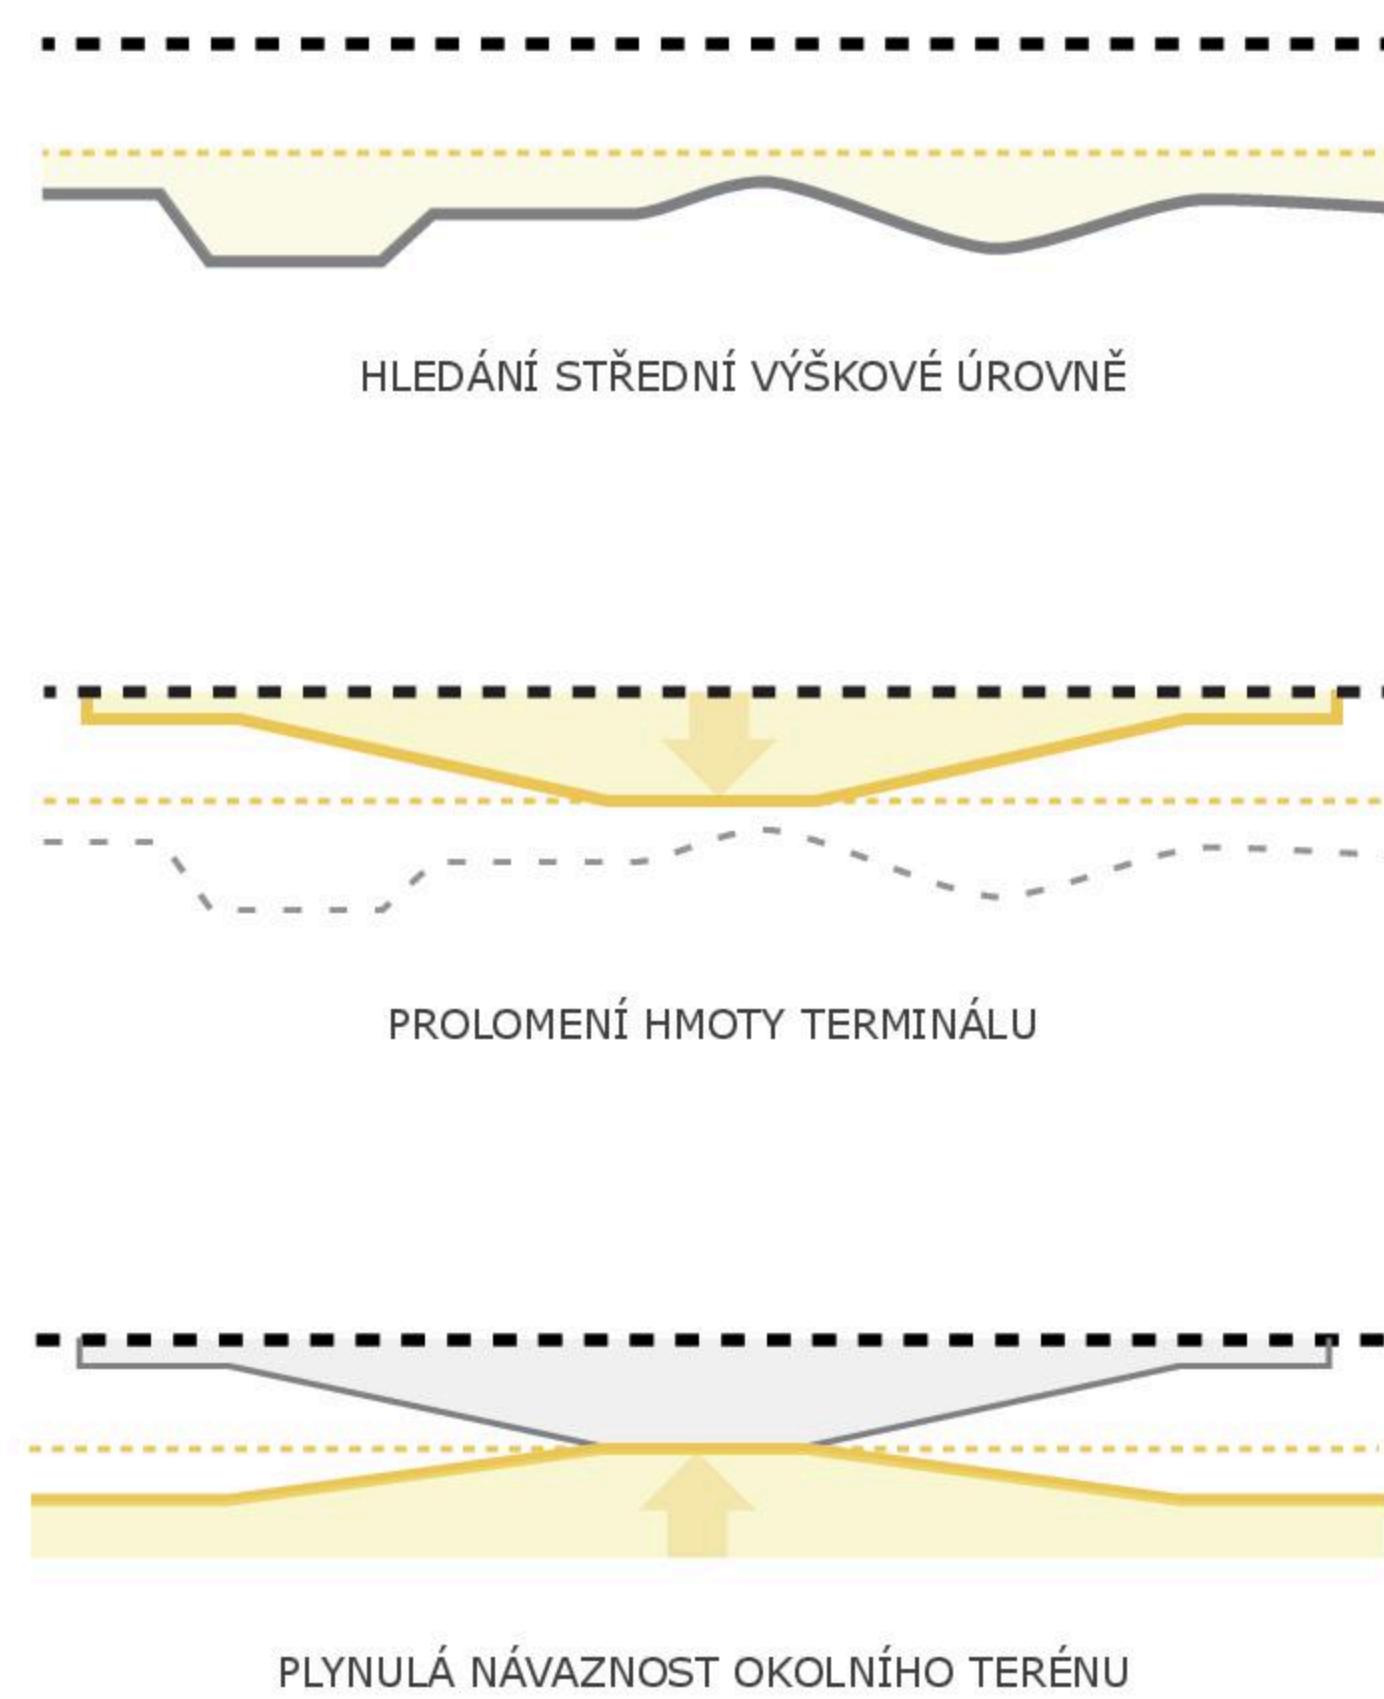 HLEDÁNÍ STŘEDNÍ VÝŠKOVÉ ÚROVNĚ
PROLOMENÍ HMOTY TERMINÁLU
PLYNULÁ NÁVAZNOST OKOLNÍHO TERÉNU